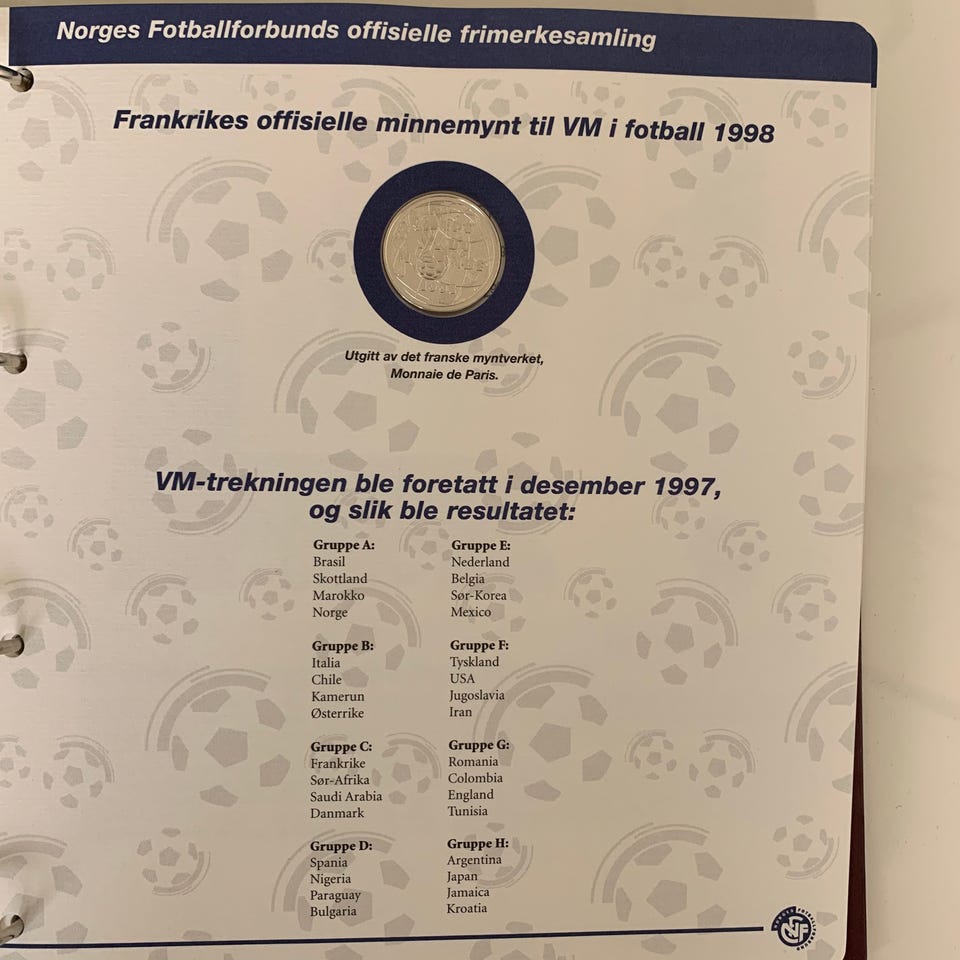 Norges Fotballforbunds offisielle frimerkesamling
Frankrikes offisielle minnemynt til VM i fotball 1998
Utgitt av det franske myntverket,
Monnaie de Paris.
VM-trekningen ble foretatt i desember 1997,
og slik ble resultatet:
Gruppe A:
Brasil
Skottland
Marokko
Norge
Gruppe B:
Italia
Chile
Kamerun
Østerrike
Gruppe C:
Frankrike
Sør-Afrika
Saudi Arabia
Danmark
Gruppe D:
Spania
Nigeria
Paraguay
Bulgaria
Gruppe E:
Nederland
Belgia
Sør-Korea
Mexico
Gruppe F:
Tyskland
USA
Jugoslavia
Iran
Gruppe G:
Romania
Colombia
England
Tunisia
Gruppe H:
Argentina
Japan
Jamaica
Kroatia
NFF